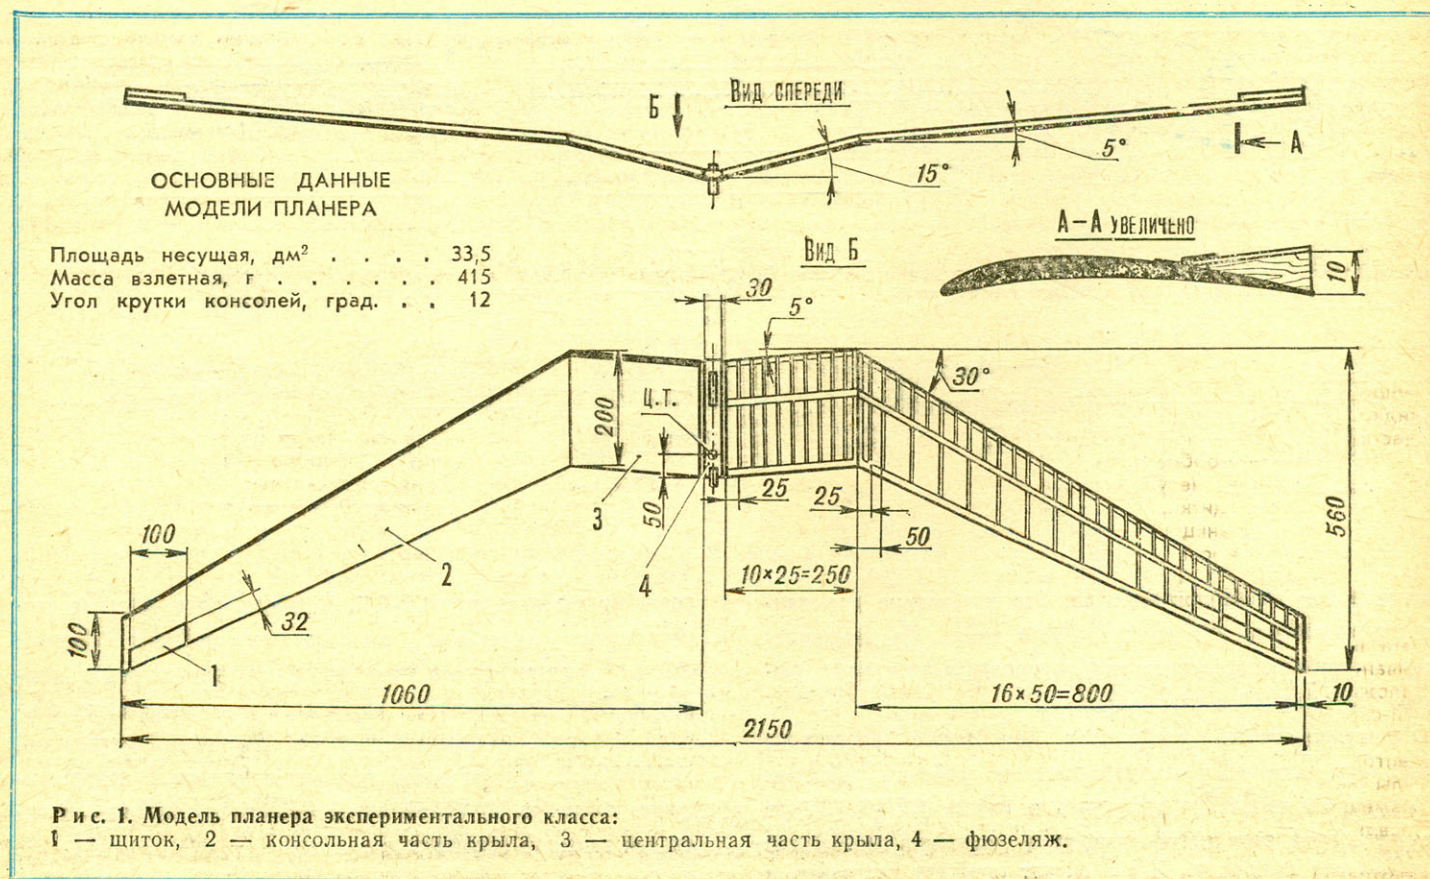 Вид спереди
Б
А
5°
15°
ОСНОВНЫЕ ДАННЫЕ
МОДЕЛИ ПЛАНЕРА
Площадь несущая, дм² . . . . 33,5
Масса взлетная, г . . . . . . 415
Угол крутки консолей, град. . . 12
А–А увеличено
10
Вид Б
30
5°
30°
200
Ц.Т.
50
3
4
25
25
50
10×25=250
560
100
100
32
1
2
1060
16×50=800
10
2150
Рис. 1. Модель планера экспериментального класса:
1 — щиток, 2 — консольная часть крыла, 3 — центральная часть крыла, 4 — фюзеляж.